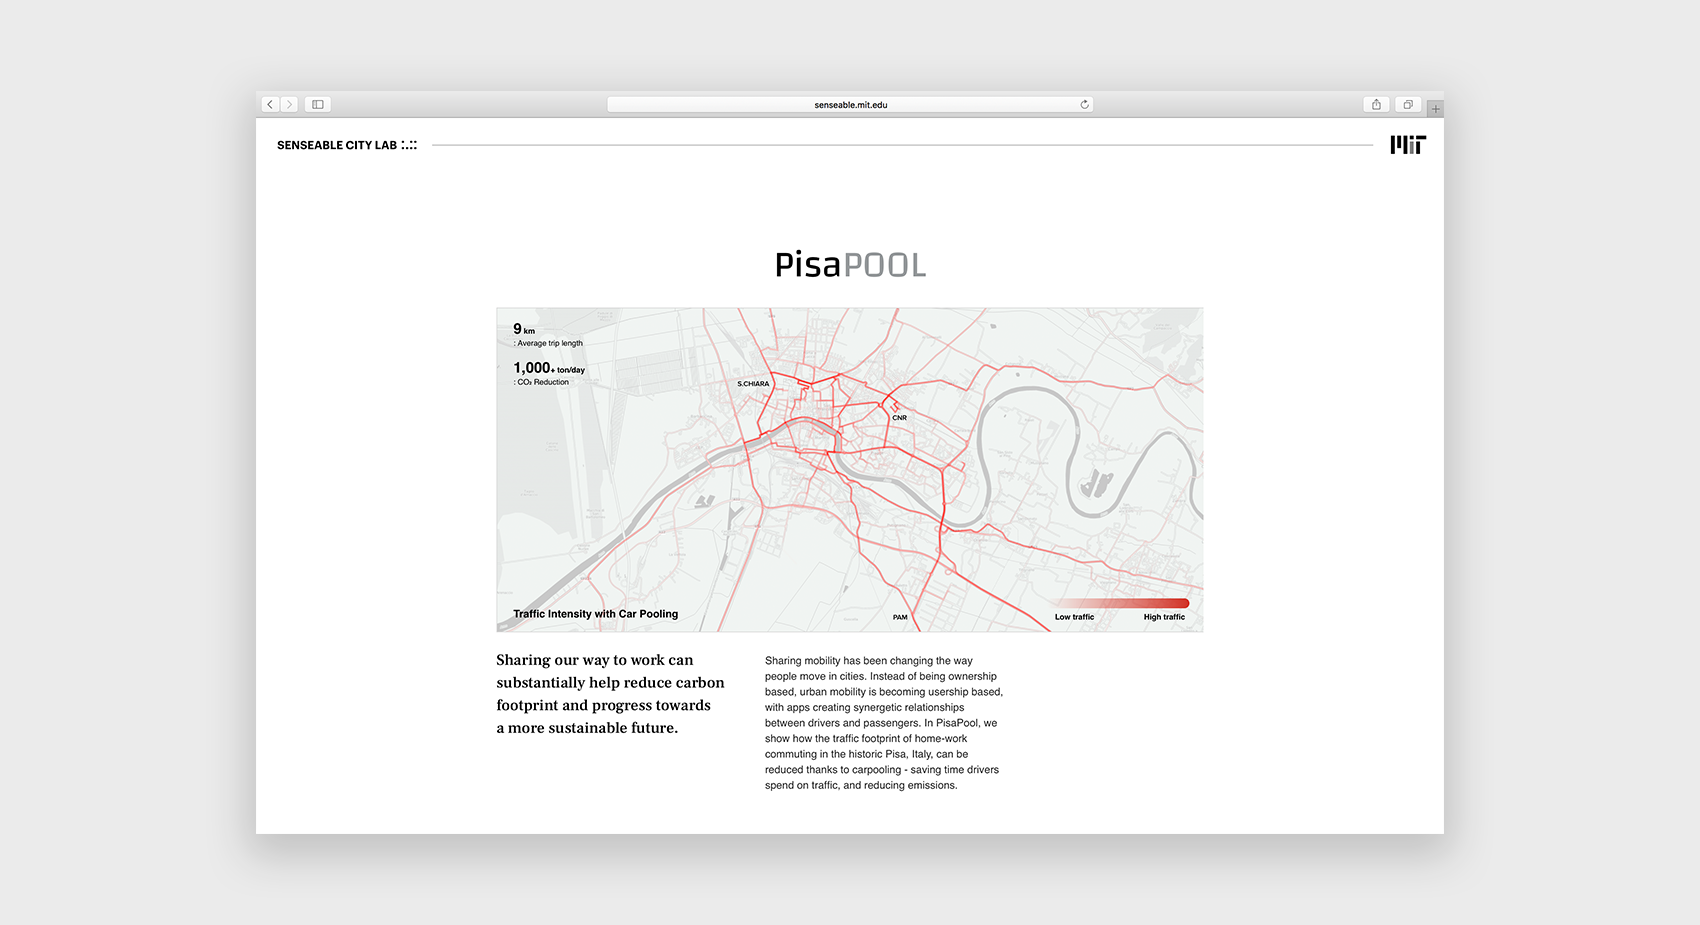 senseable.mit.edu
SENSEABLE CITY LAB
MIT
PisaPOOL
9 km
: Average trip length
1,000+ ton/day
: CO₂ Reduction
S.CHIARA
CNR
PAM
Traffic Intensity with Car Pooling
Low traffic
High traffic
Sharing our way to work can
substantially help reduce carbon
footprint and progress towards
a more sustainable future.
Sharing mobility has been changing the way
people move in cities. Instead of being ownership
based, urban mobility is becoming usership based,
with apps creating synergetic relationships
between drivers and passengers. In PisaPool, we
show how the traffic footprint of home-work
commuting in the historic Pisa, Italy, can be
reduced thanks to carpooling - saving time drivers
spend on traffic, and reducing emissions.